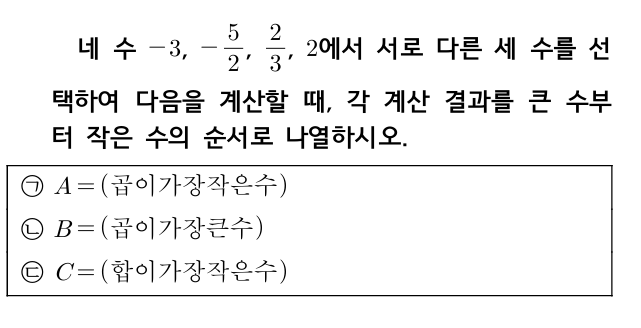 네 수 −3, −5/2, 2/3, 2에서 서로 다른 세 수를 선
택하여 다음을 계산할 때, 각 계산 결과를 큰 수부
터 작은 수의 순서로 나열하시오.
㉠ A=(곱이가장작은수)
㉡ B=(곱이가장큰수)
㉢ C=(합이가장작은수)